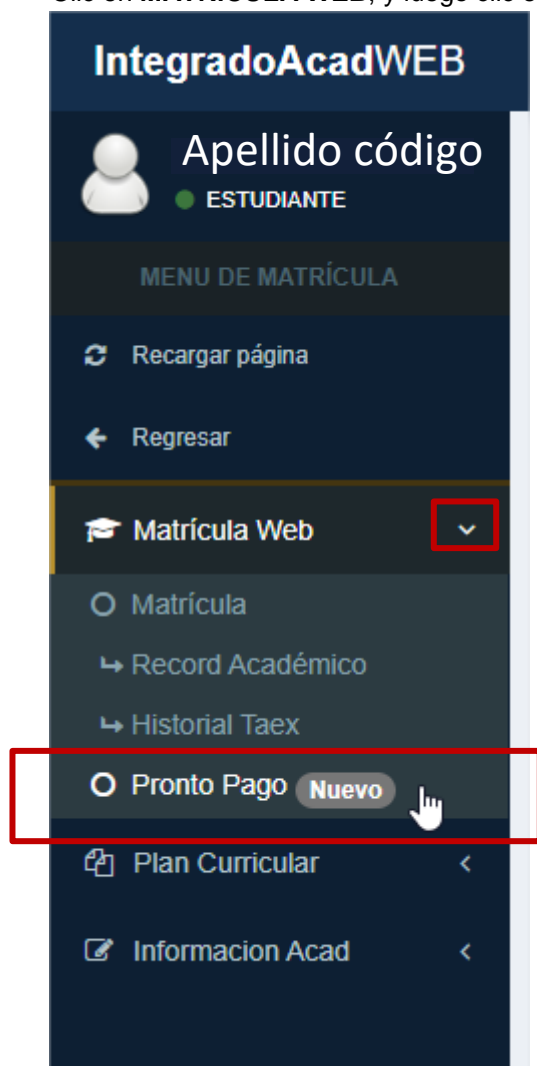 IntegradoAcadWEB
Apellido código
ESTUDIANTE
MENU DE MATRÍCULA
Recargar página
Regresar
Matrícula Web
Matrícula
Record Académico
Historial Taex
Pronto Pago Nuevo
Plan Curricular
Informacion Acad